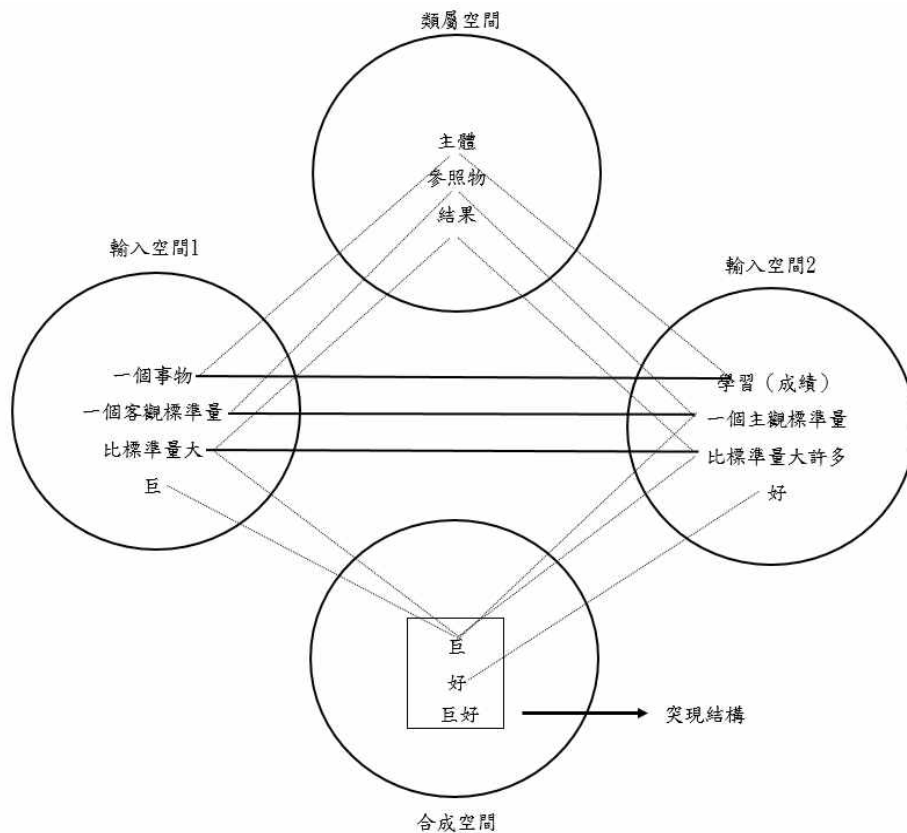 類屬空間
主體
參照物
結果
輸入空間1
一個事物
一個客觀標準量
比標準量大
巨
輸入空間2
學習（成績）
一個主觀標準量
比標準量大許多
好
巨
好
巨好
突現結構
合成空間